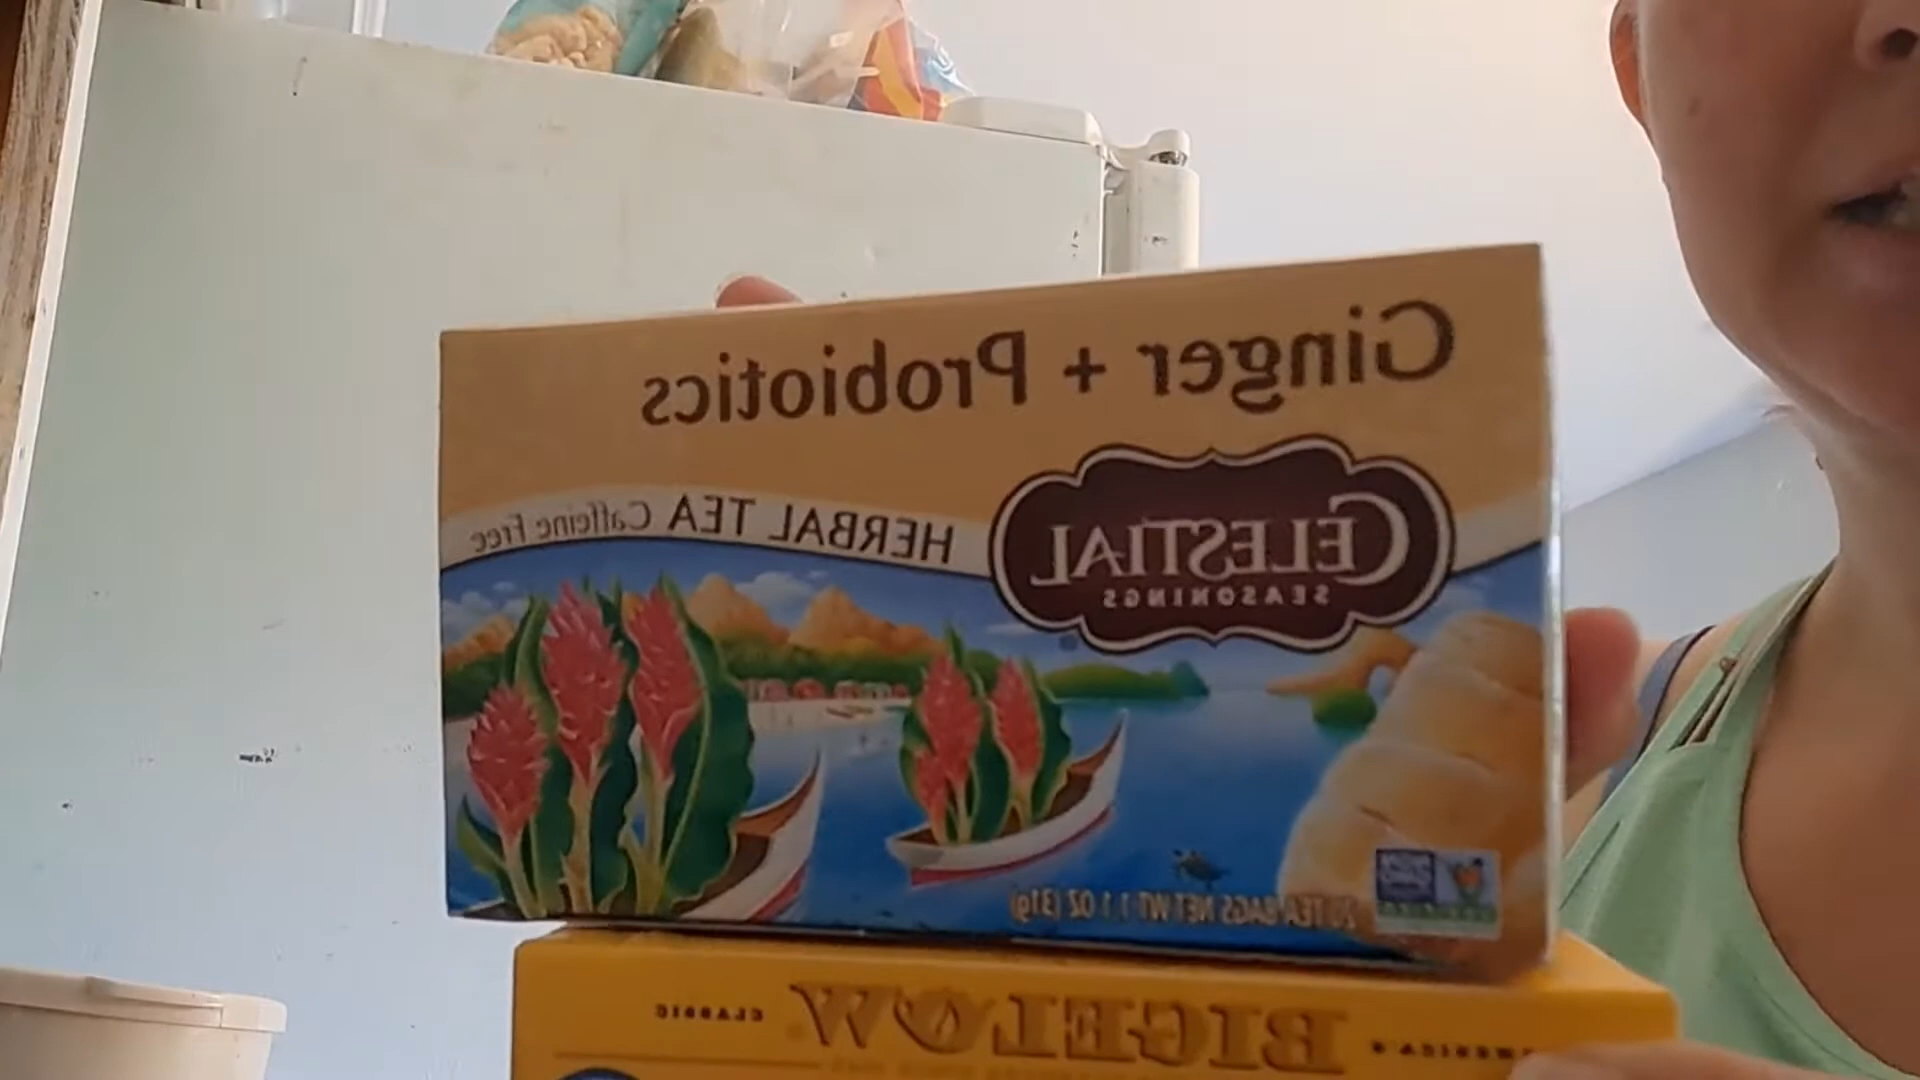 Ginger + Probiotics
CELESTIAL
SEASONINGS
HERBAL TEA Caffeine Free
20 TEA BAGS NET WT 1.1 OZ (31g)
AMERICA'S BIGELOW CLASSIC